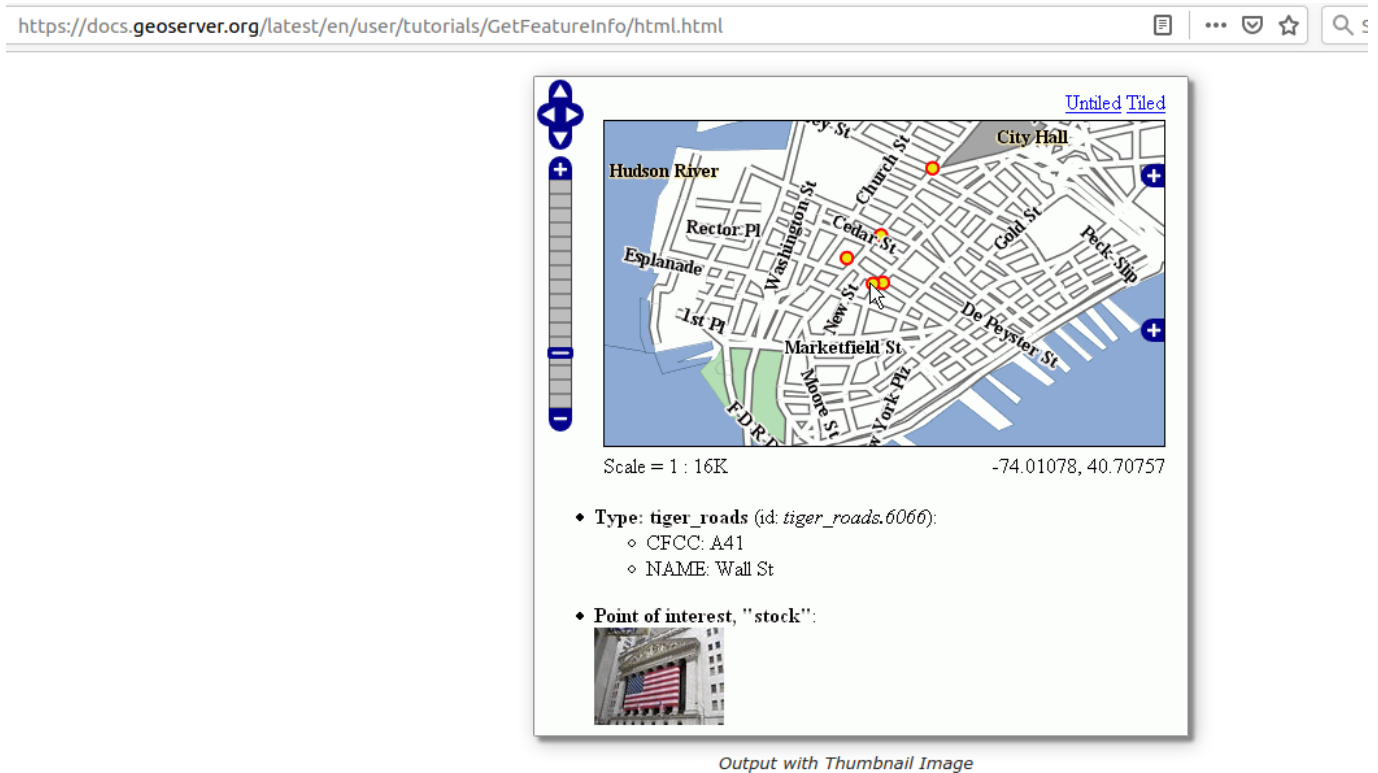 https://docs.geoserver.org/latest/en/user/tutorials/GetFeatureInfo/html.html
Untiled Tiled
City Hall
Hudson River
Church St
Washington St
Rector Pl
Cedar St
Gold St
Peck Slip
Esplanade
New St
1st Pl
De Peyster St
Marketfield St
Moore St
York Plz
F D R D
Scale = 1 : 16K
-74.01078, 40.70757
Type: tiger_roads (id: tiger_roads.6066):
CFCC: A41
NAME: Wall St
Point of interest, "stock":
Output with Thumbnail Image